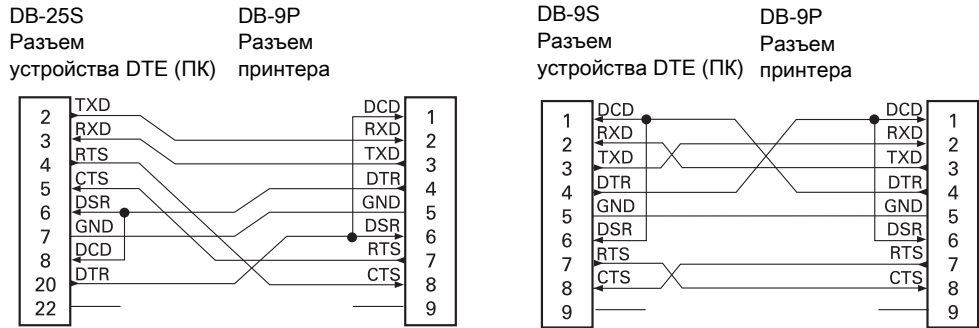 DB-25S
Разъем
устройства DTE (ПК)
DB-9P
Разъем
принтера
2 TXD
3 RXD
4 RTS
5 CTS
6 DSR
7 GND
8 DCD
20 DTR
22
DCD 1
RXD 2
TXD 3
DTR 4
GND 5
DSR 6
RTS 7
CTS 8
9
DB-9S
Разъем
устройства DTE (ПК)
DB-9P
Разъем
принтера
1 DCD
2 RXD
3 TXD
4 DTR
5 GND
6 DSR
7 RTS
8 CTS
9
DCD 1
RXD 2
TXD 3
DTR 4
GND 5
DSR 6
RTS 7
CTS 8
9